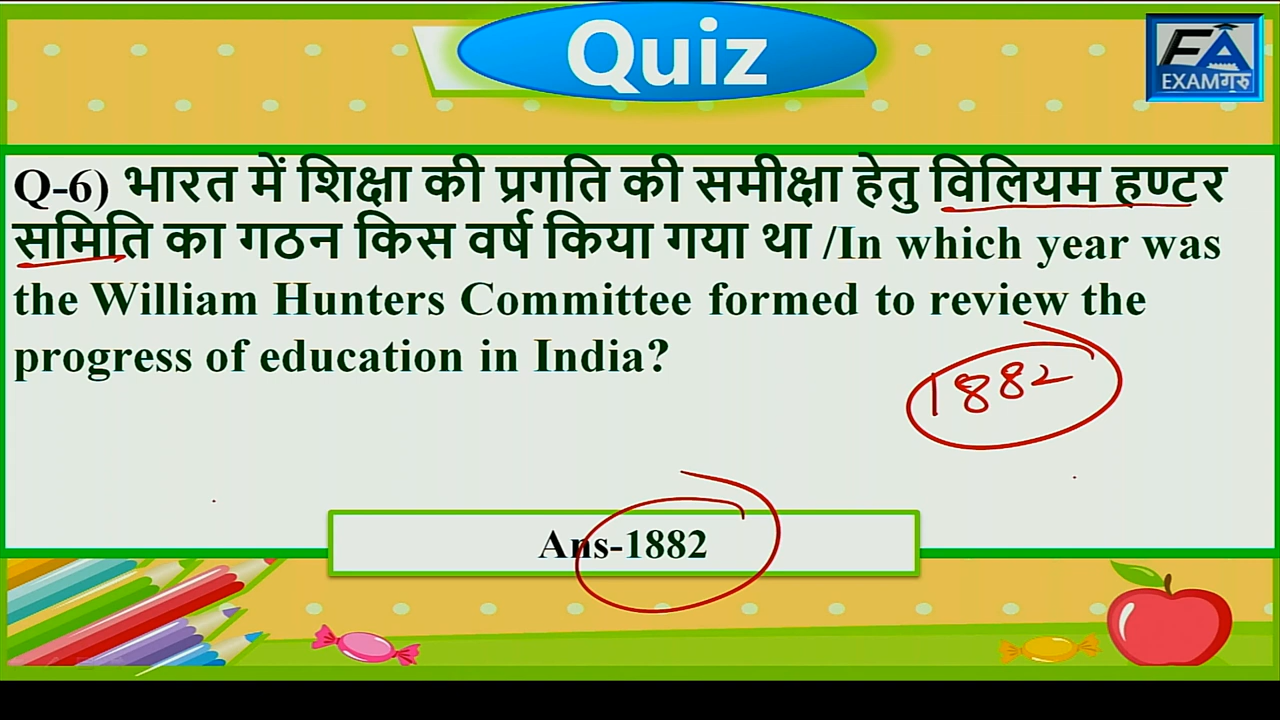 Quiz
EXAMगुरु
Q-6) भारत में शिक्षा की प्रगति की समीक्षा हेतु विलियम हण्टर
समिति का गठन किस वर्ष किया गया था /In which year was
the William Hunters Committee formed to review the
progress of education in India?
1882
Ans-1882